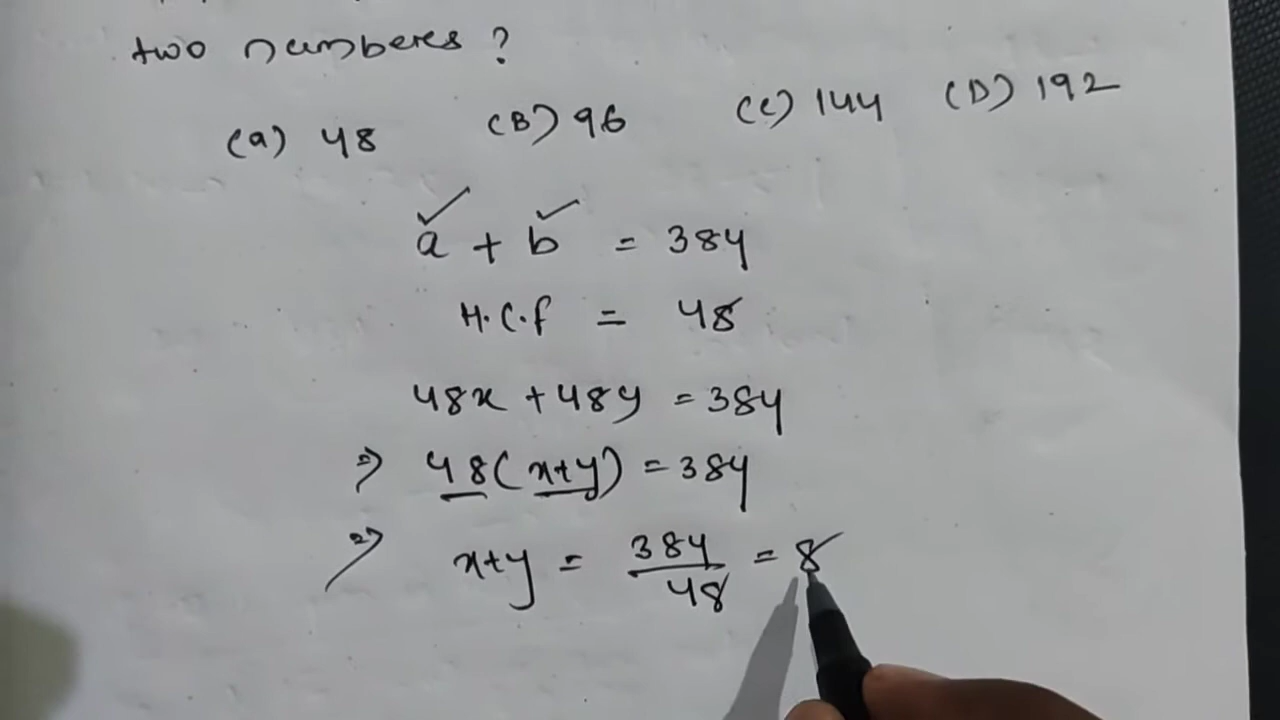 two numberes ?
(a) 48 (B) 96 (C) 144 (D) 192
a + b = 384
H.C.f = 48
48x + 48y = 384
⇒ 48(x+y) = 384
⇒ x+y = 384/48 = 8